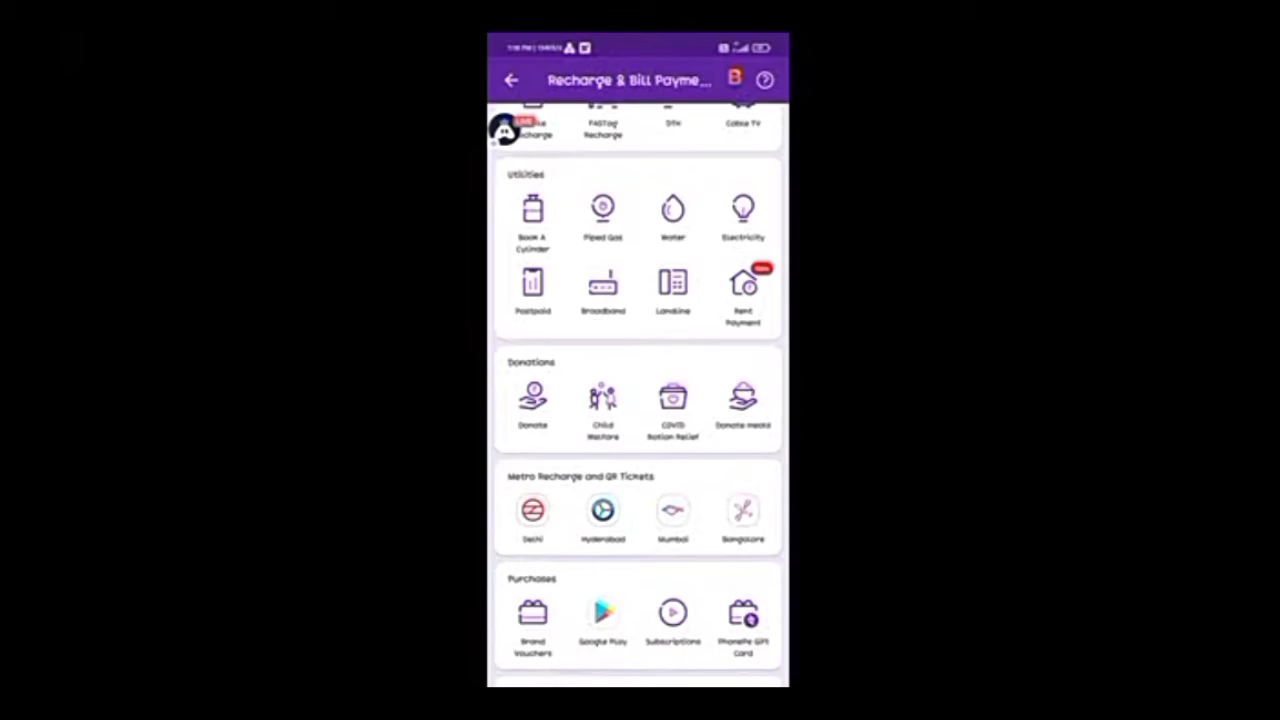 Recharge & Bill Payme...
B
LIVE
FASTag
DTH
Cable TV
Recharge
Utilities
Book A
Cylinder
Piped Gas
Water
Electricity
Postpaid
Broadband
Landline
Rent
Payment
Donations
Donate
Child
Welfare
COVID
Ration Relief
Donate meals
Metro Recharge and QR Tickets
Delhi
Hyderabad
Mumbai
Bangalore
Purchases
Brand
Vouchers
Google Play
Subscriptions
PhonePe Gift
Card